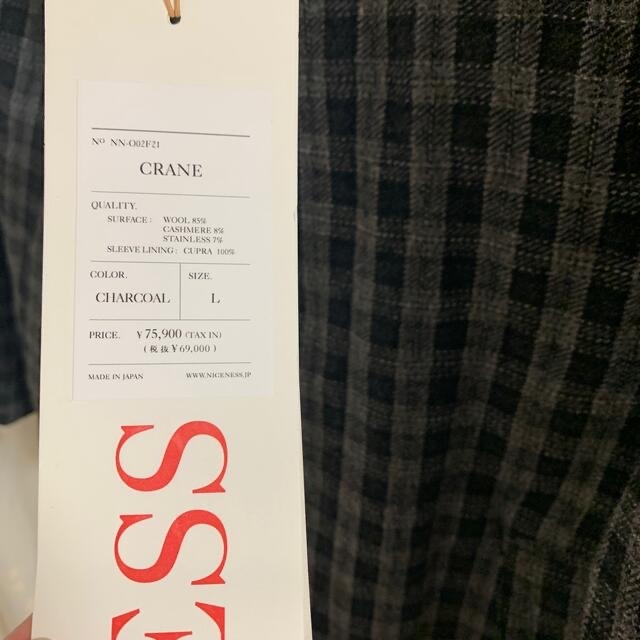 Nº NN-O02F21
CRANE
QUALITY.
SURFACE : WOOL 85%
CASHMERE 8%
STAINLESS 7%
SLEEVE LINING : CUPRA 100%
COLOR. SIZE.
CHARCOAL L
PRICE. ¥75,900 (TAX IN)
( 税抜¥69,000 )
MADE IN JAPAN WWW.NICENESS.JP
ESS